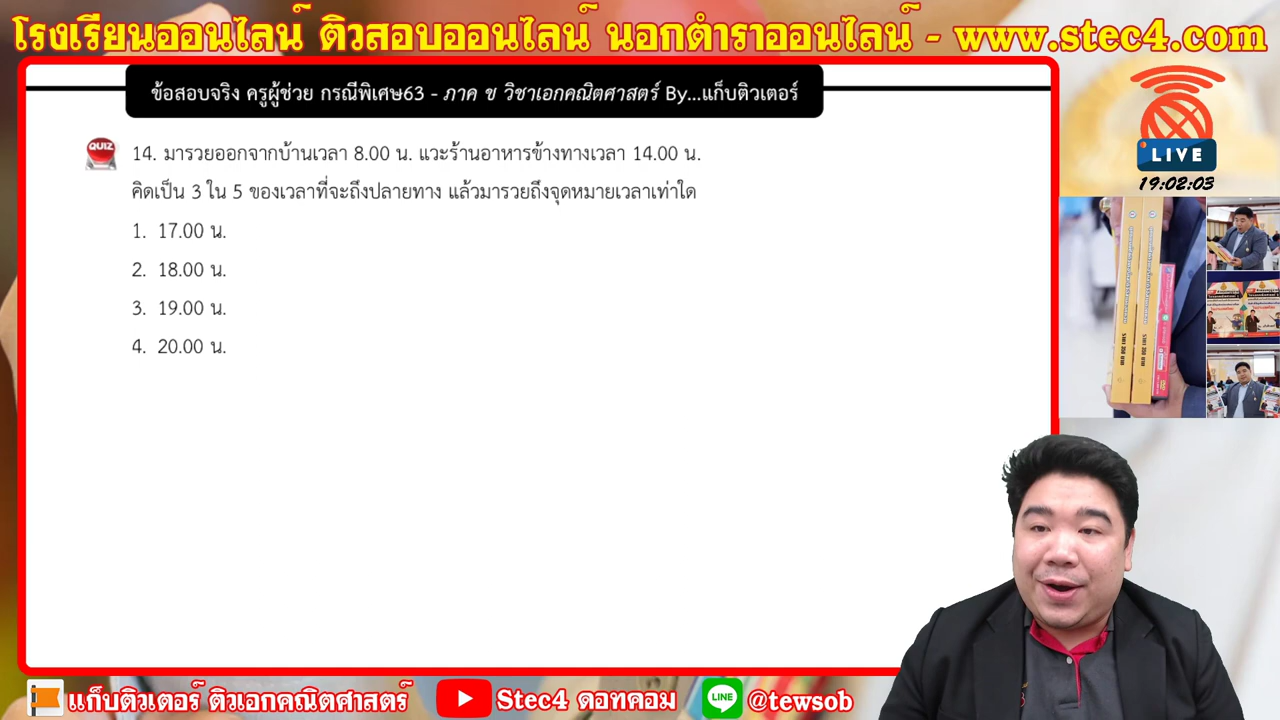 โรงเรียนออนไลน์ ติวสอบออนไลน์ นอกตำราออนไลน์ - www.stec4.com
ข้อสอบจริง ครูผู้ช่วย กรณีพิเศษ63 - ภาค ข วิชาเอกคณิตศาสตร์ By...แก็บติวเตอร์
LIVE
19:02:03
QUIZ
14. มารวยออกจากบ้านเวลา 8.00 น. แวะร้านอาหารข้างทางเวลา 14.00 น.
คิดเป็น 3 ใน 5 ของเวลาที่จะถึงปลายทาง แล้วมารวยถึงจุดหมายเวลาเท่าใด
1. 17.00 น.
2. 18.00 น.
3. 19.00 น.
4. 20.00 น.
แก็บติวเตอร์ ติวเอกคณิตศาสตร์
Stec4 ดอทคอม
LINE
@tewsob